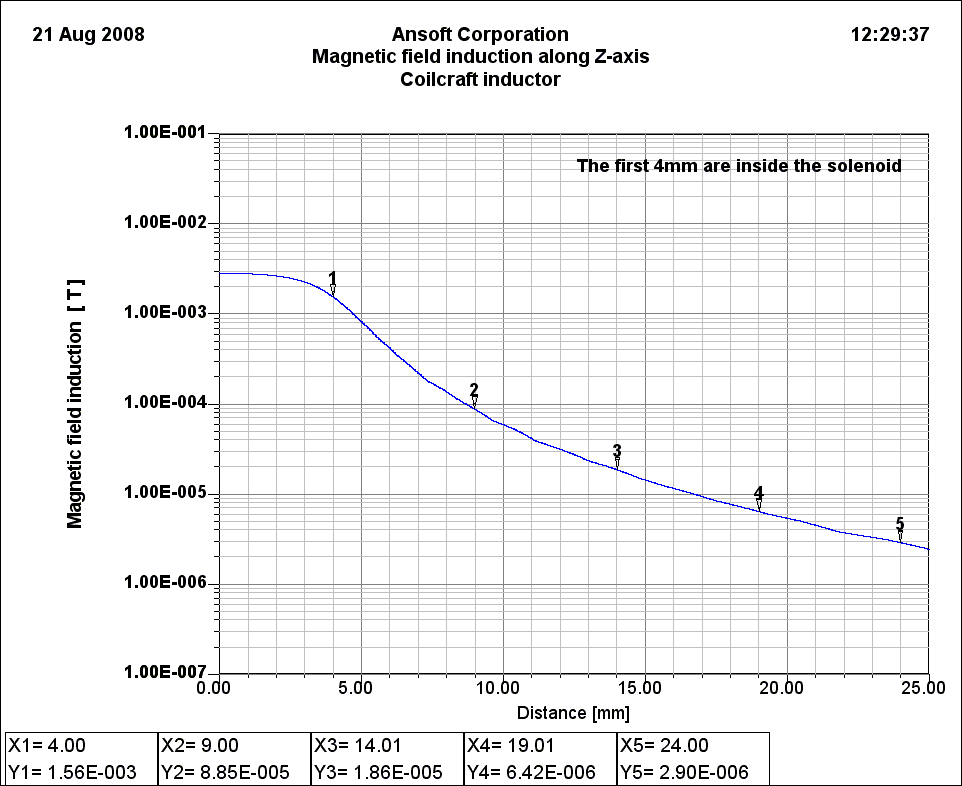 21 Aug 2008
Ansoft Corporation
12:29:37
Magnetic field induction along Z-axis
Coilcraft inductor
1.00E-001
The first 4mm are inside the solenoid
1.00E-002
1
1.00E-003
Magnetic field induction [ T ]
2
1.00E-004
3
1.00E-005
4
5
1.00E-006
1.00E-007
0.00 5.00 10.00 15.00 20.00 25.00
Distance [mm]
X1= 4.00 X2= 9.00 X3= 14.01 X4= 19.01 X5= 24.00
Y1= 1.56E-003 Y2= 8.85E-005 Y3= 1.86E-005 Y4= 6.42E-006 Y5= 2.90E-006